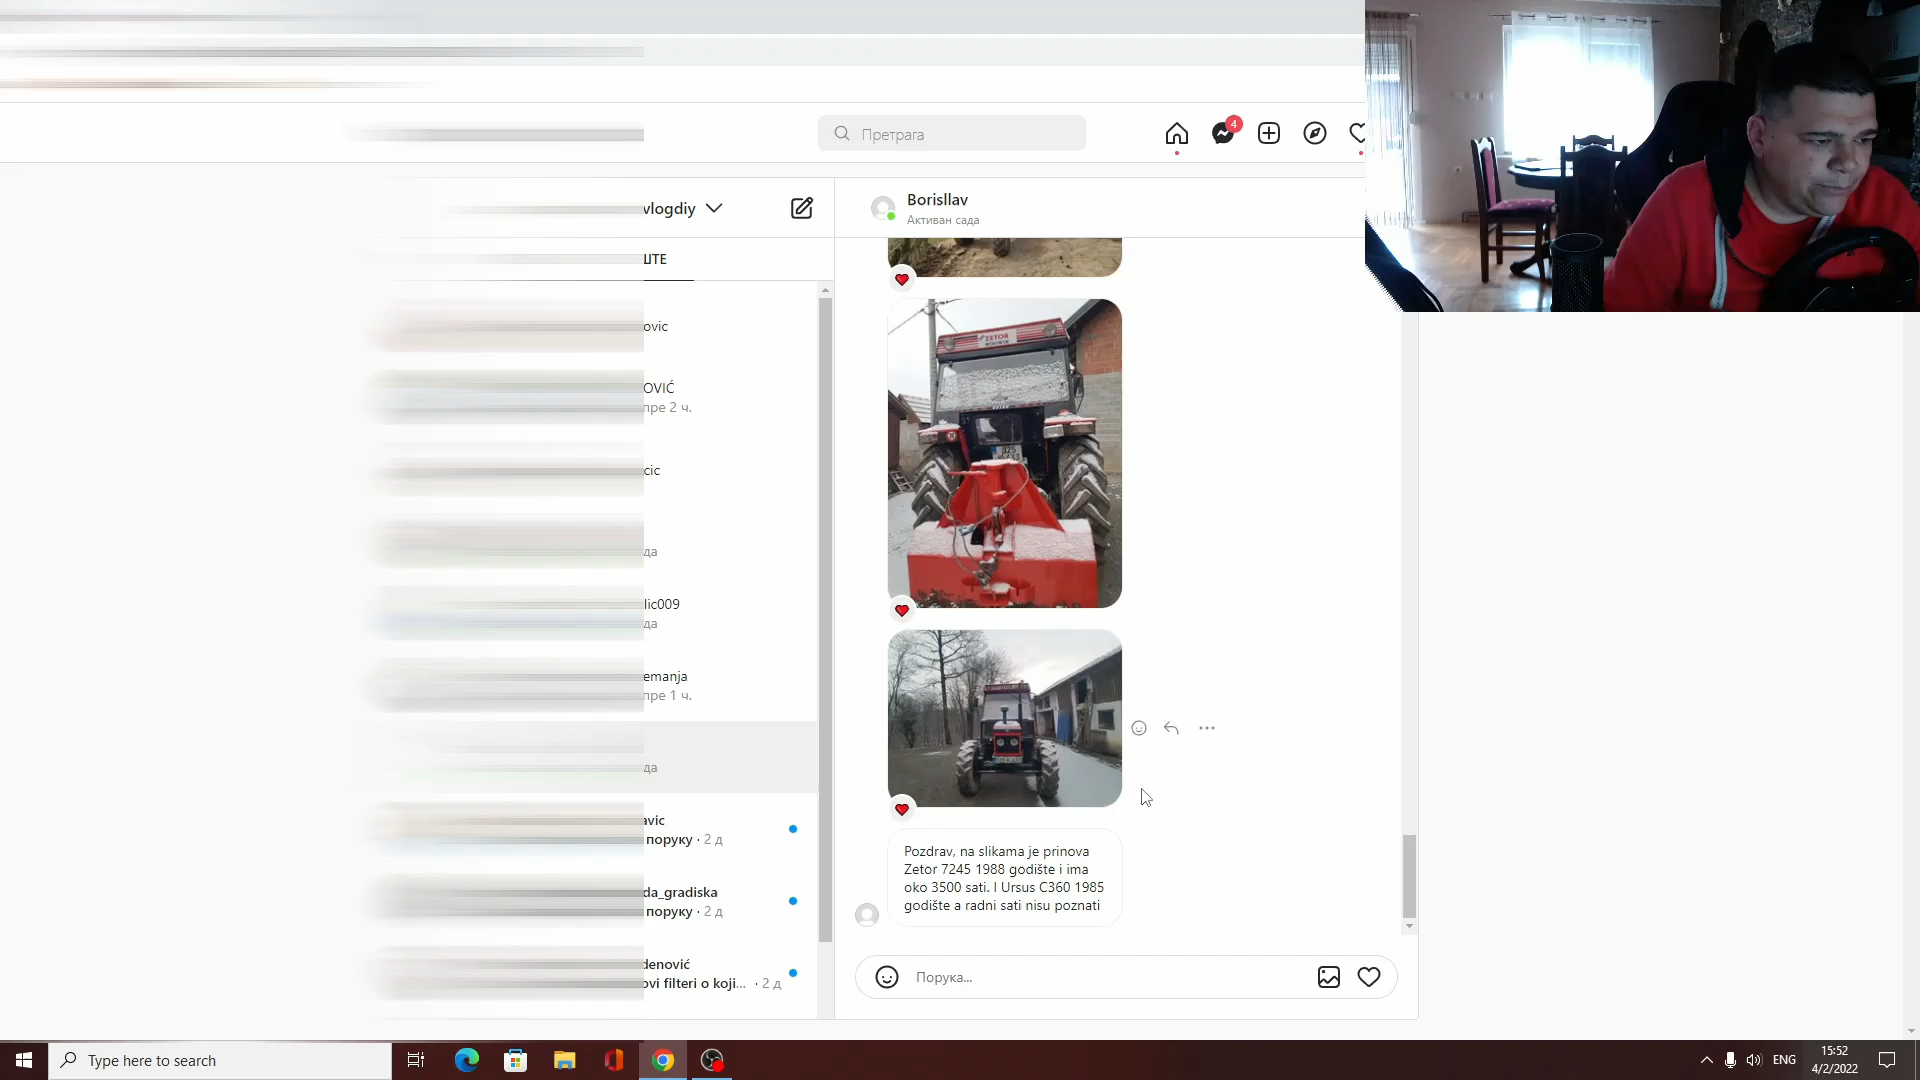 Претрага
4
vlogdiy
ШТЕ
Borisllav
Активан сада
ovic
OVIĆ
пре 2 ч.
cic
да
lic009
да
emanja
пре 1 ч.
да
avic
поруку · 2 д
da_gradiska
поруку · 2 д
denović
ovi filteri o koji... · 2 д
ZETOR
Pozdrav, na slikama je prinova
Zetor 7245 1988 godište i ima
oko 3500 sati. I Ursus C360 1985
godište a radni sati nisu poznati
Порука...
Type here to search
ENG
15:52
4/2/2022